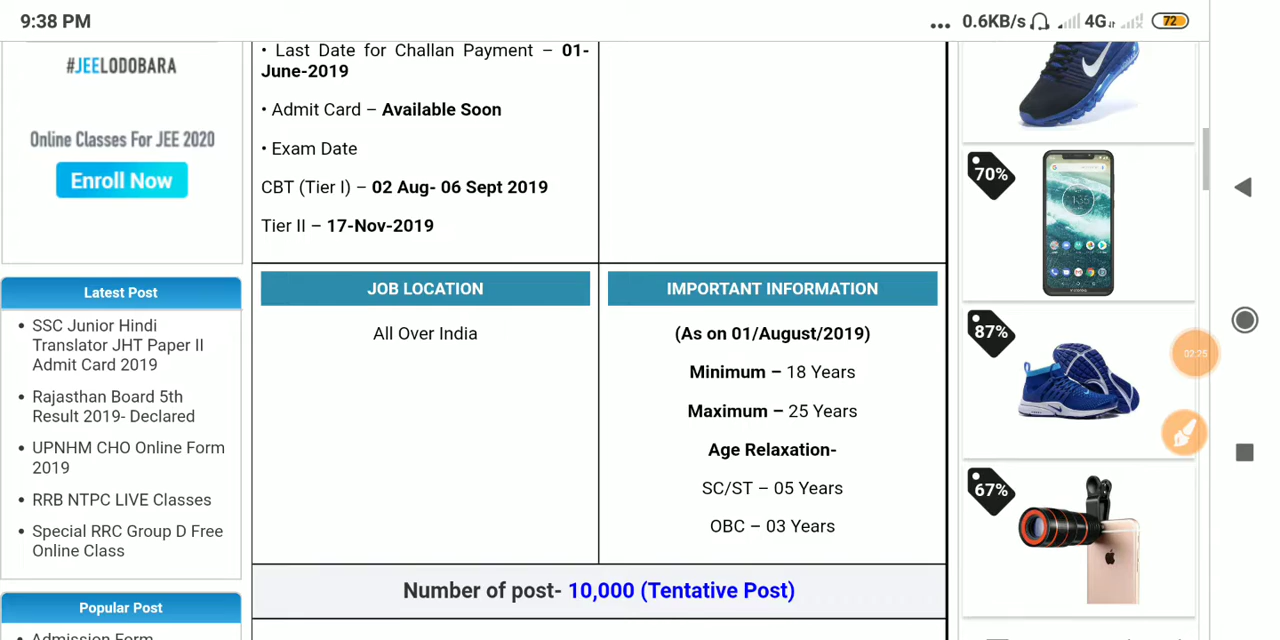 9:38 PM
... 0.6KB/s 4G 72
#JEELODOBARA
Online Classes For JEE 2020
Enroll Now
Latest Post
• SSC Junior Hindi
Translator JHT Paper II
Admit Card 2019
• Rajasthan Board 5th
Result 2019- Declared
• UPNHM CHO Online Form
2019
• RRB NTPC LIVE Classes
• Special RRC Group D Free
Online Class
Popular Post
• Admission Form
• Last Date for Challan Payment – 01-
June-2019
• Admit Card – Available Soon
• Exam Date
CBT (Tier I) – 02 Aug- 06 Sept 2019
Tier II – 17-Nov-2019
JOB LOCATION
All Over India
IMPORTANT INFORMATION
(As on 01/August/2019)
Minimum – 18 Years
Maximum – 25 Years
Age Relaxation-
SC/ST – 05 Years
OBC – 03 Years
Number of post- 10,000 (Tentative Post)
70%
87%
67%
02:25